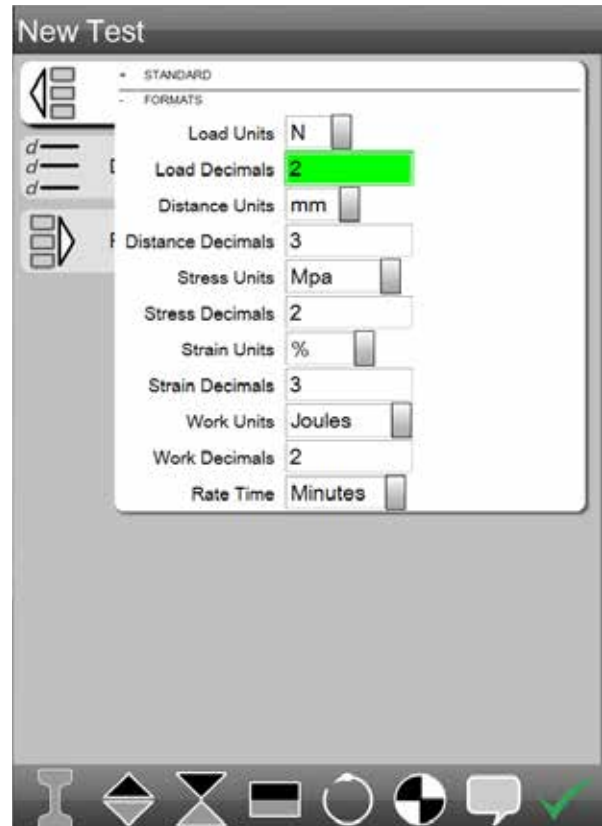 New Test
+ STANDARD
- FORMATS
Load Units N
d Load Decimals 2
d Distance Units mm
d Distance Decimals 3
Stress Units Mpa
Stress Decimals 2
Strain Units %
Strain Decimals 3
Work Units Joules
Work Decimals 2
Rate Time Minutes